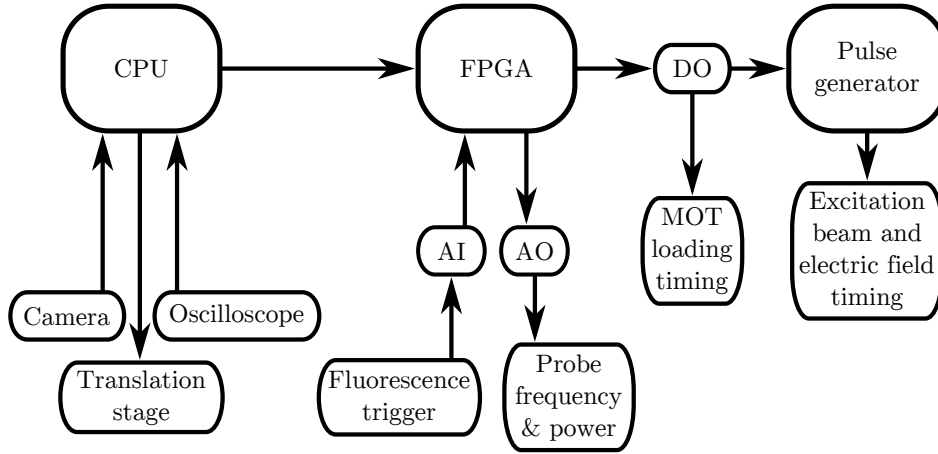 CPU
FPGA
DO
Pulse
generator
AI
AO
MOT
loading
timing
Excitation
beam and
electric field
timing
Camera
Oscilloscope
Translation
stage
Fluorescence
trigger
Probe
frequency
& power